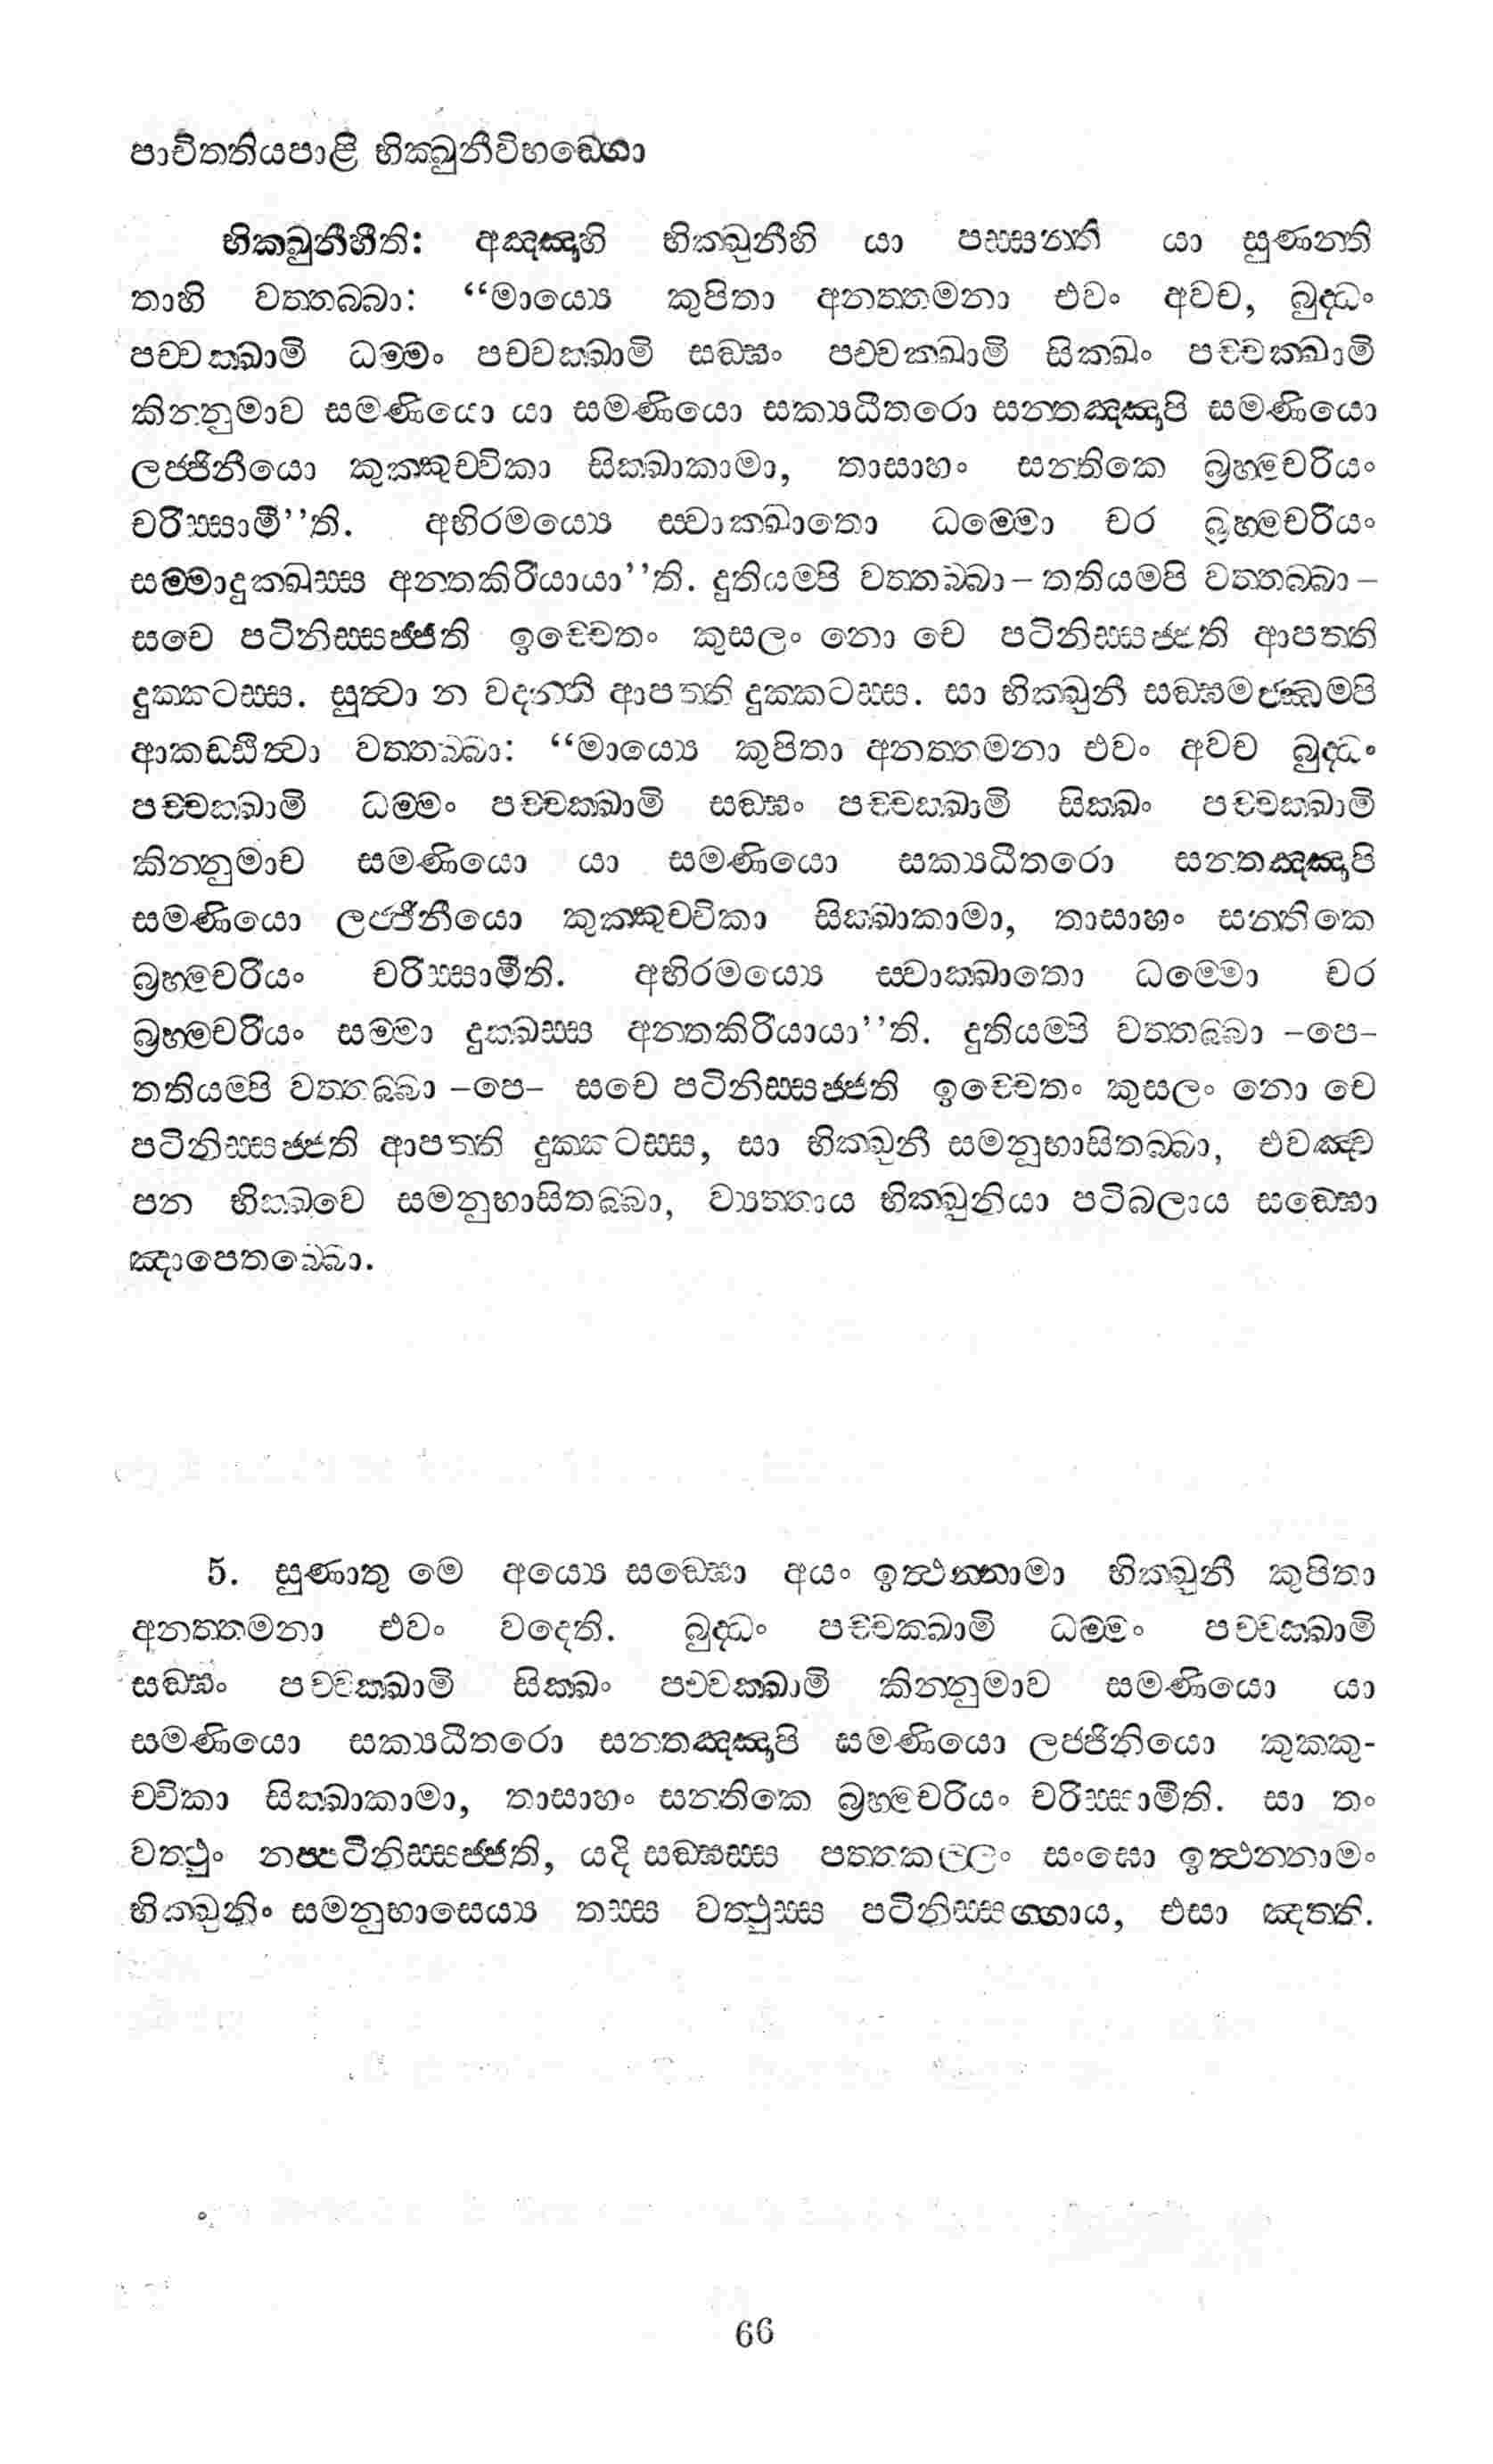 පාචිත්තියපාළි භික්ඛුනීවිභඞ්ගො
භික්ඛුනීහීති: අඤ්ඤාහි භික්ඛුනීහි යා පස්සන්ති යා සුණන්ති
තාහි වත්තබ්බා: “මාය්‍යෙ කුපිතා අනත්තමනා එවං අවච, බුද්ධං
පච්චක්ඛාමි ධම්මං පච්චක්ඛාමි සඞ්ඝං පච්චක්ඛාමි සික්ඛං පච්චක්ඛාමි
කින්නුමාව සමණියො යා සමණියො සක්‍යධීතරො සන්තඤ්ඤාපි සමණියො
ලජ්ජිනීයො කුක්කුච්චිකා සික්ඛාකාමා, තාසාහං සන්තිකෙ බ්‍රහ්මචරියං
චරිස්සාමී’’ති. අභිරමය්‍යෙ ස්වාක්ඛාතො ධම්මො චර බ්‍රහ්මචරියං
සම්මාදුක්ඛස්ස අන්තකිරියායා’’ති. දුතියම්පි වත්තබ්බා – තතියම්පි වත්තබ්බා –
සචෙ පටිනිස්සජ්ජති ඉච්චෙතං කුසලං නො චෙ පටිනිස්සජ්ජති ආපත්ති
දුක්කටස්ස. සුත්වා න වදන්ති ආපත්ති දුක්කටස්ස. සා භික්ඛුනී සඞ්ඝමජ්ඣම්පි
ආකඩ්ඪිත්වා වත්තබ්බා: “මාය්‍යෙ කුපිතා අනත්තමනා එවං අවච බුද්ධං
පච්චක්ඛාමි ධම්මං පච්චක්ඛාමි සඞ්ඝං පච්චක්ඛාමි සික්ඛං පච්චක්ඛාමි
කින්නුමාච සමණියො යා සමණියො සක්‍යධීතරො සන්තඤ්ඤාපි
සමණියො ලජ්ජිනීයො කුක්කුච්චිකා සික්ඛාකාමා, තාසාහං සන්තිකෙ
බ්‍රහ්මචරියං චරිස්සාමීති. අභිරමය්‍යෙ ස්වාක්ඛාතො ධම්මො චර
බ්‍රහ්මචරියං සම්මා දුක්ඛස්ස අන්තකිරියායා’’ති. දුතියම්පි වත්තබ්බා –පෙ–
තතියම්පි වත්තබ්බා –පෙ– සචෙ පටිනිස්සජ්ජති ඉච්චෙතං කුසලං නො චෙ
පටිනිස්සජ්ජති ආපත්ති දුක්කටස්ස, සා භික්ඛුනී සමනුභාසිතබ්බා, එවඤ්ච
පන භික්ඛවෙ සමනුභාසිතබ්බා, ව්‍යත්තාය භික්ඛුනියා පටිබලාය සඞ්ඝො
ඤාපෙතබ්බො.
5. සුණාතු මෙ අය්‍යෙ සඞ්ඝො අයං ඉත්ථන්නාමා භික්ඛුනී කුපිතා
අනත්තමනා එවං වදෙති. බුද්ධං පච්චක්ඛාමි ධම්මං පච්චක්ඛාමි
සඞ්ඝං පච්චක්ඛාමි සික්ඛං පච්චක්ඛාමි කින්නුමාව සමණියො යා
සමණියො සක්‍යධීතරො සන්තඤ්ඤාපි සමණියො ලජ්ජිනියො කුක්කු-
ච්චිකා සික්ඛාකාමා, තාසාහං සන්තිකෙ බ්‍රහ්මචරියං චරිස්සාමීති. සා තං
වත්ථුං නප්පටිනිස්සජ්ජති, යදි සඞ්ඝස්ස පත්තකල්ලං සංඝො ඉත්ථන්නාමං
භික්ඛුනිං සමනුභාසෙය්‍ය තස්ස වත්ථුස්ස පටිනිස්සග්ගාය, එසා ඤත්ති.
66